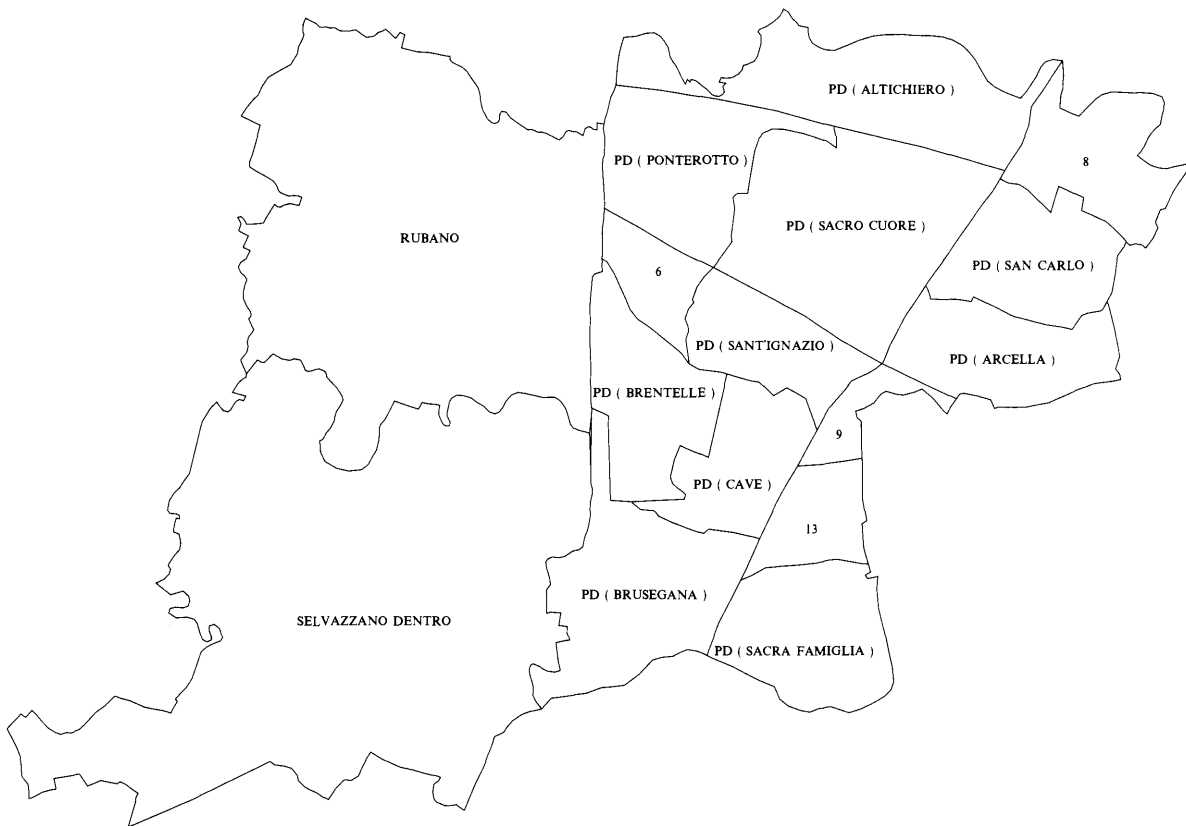 PD ( ALTICHIERO )
PD ( PONTEROTTO )
8
PD ( SACRO CUORE )
RUBANO
PD ( SAN CARLO )
6
PD ( SANT'IGNAZIO )
PD ( ARCELLA )
PD ( BRENTELLE )
9
PD ( CAVE )
13
PD ( BRUSEGANA )
SELVAZZANO DENTRO
PD ( SACRA FAMIGLIA )